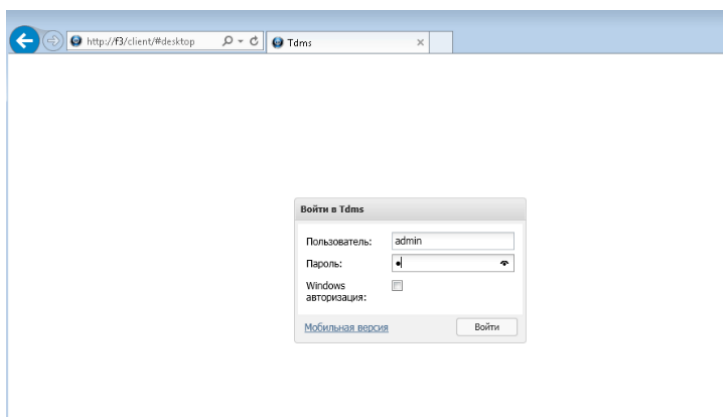 http://f3/client/#desktop
Tdms
Войти в Tdms
Пользователь: admin
Пароль:
Windows
авторизация:
Мобильная версия Войти